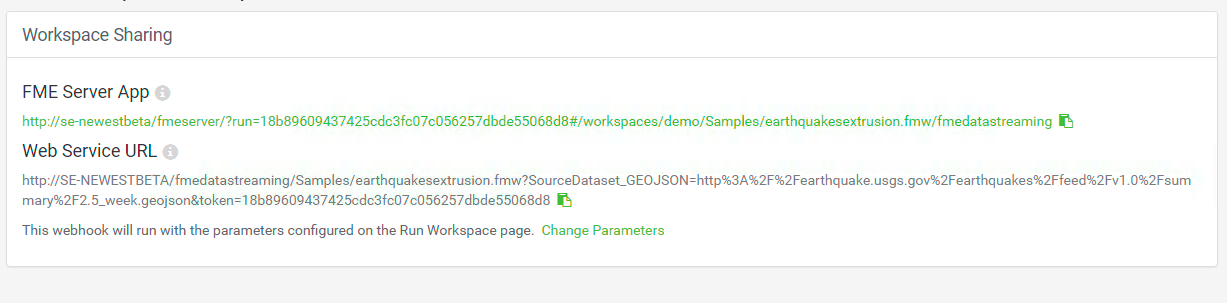 Workspace Sharing
FME Server App
http://se-newestbeta/fmeserver/?run=18b89609437425cdc3fc07c056257dbde55068d8#/workspaces/demo/Samples/earthquakesextrusion.fmw/fmedatastreaming
Web Service URL
http://SE-NEWESTBETA/fmedatastreaming/Samples/earthquakesextrusion.fmw?SourceDataset_GEOJSON=http%3A%2F%2Fearthquake.usgs.gov%2Fearthquakes%2Ffeed%2Fv1.0%2Fsum
mary%2F2.5_week.geojson&token=18b89609437425cdc3fc07c056257dbde55068d8
This webhook will run with the parameters configured on the Run Workspace page. Change Parameters